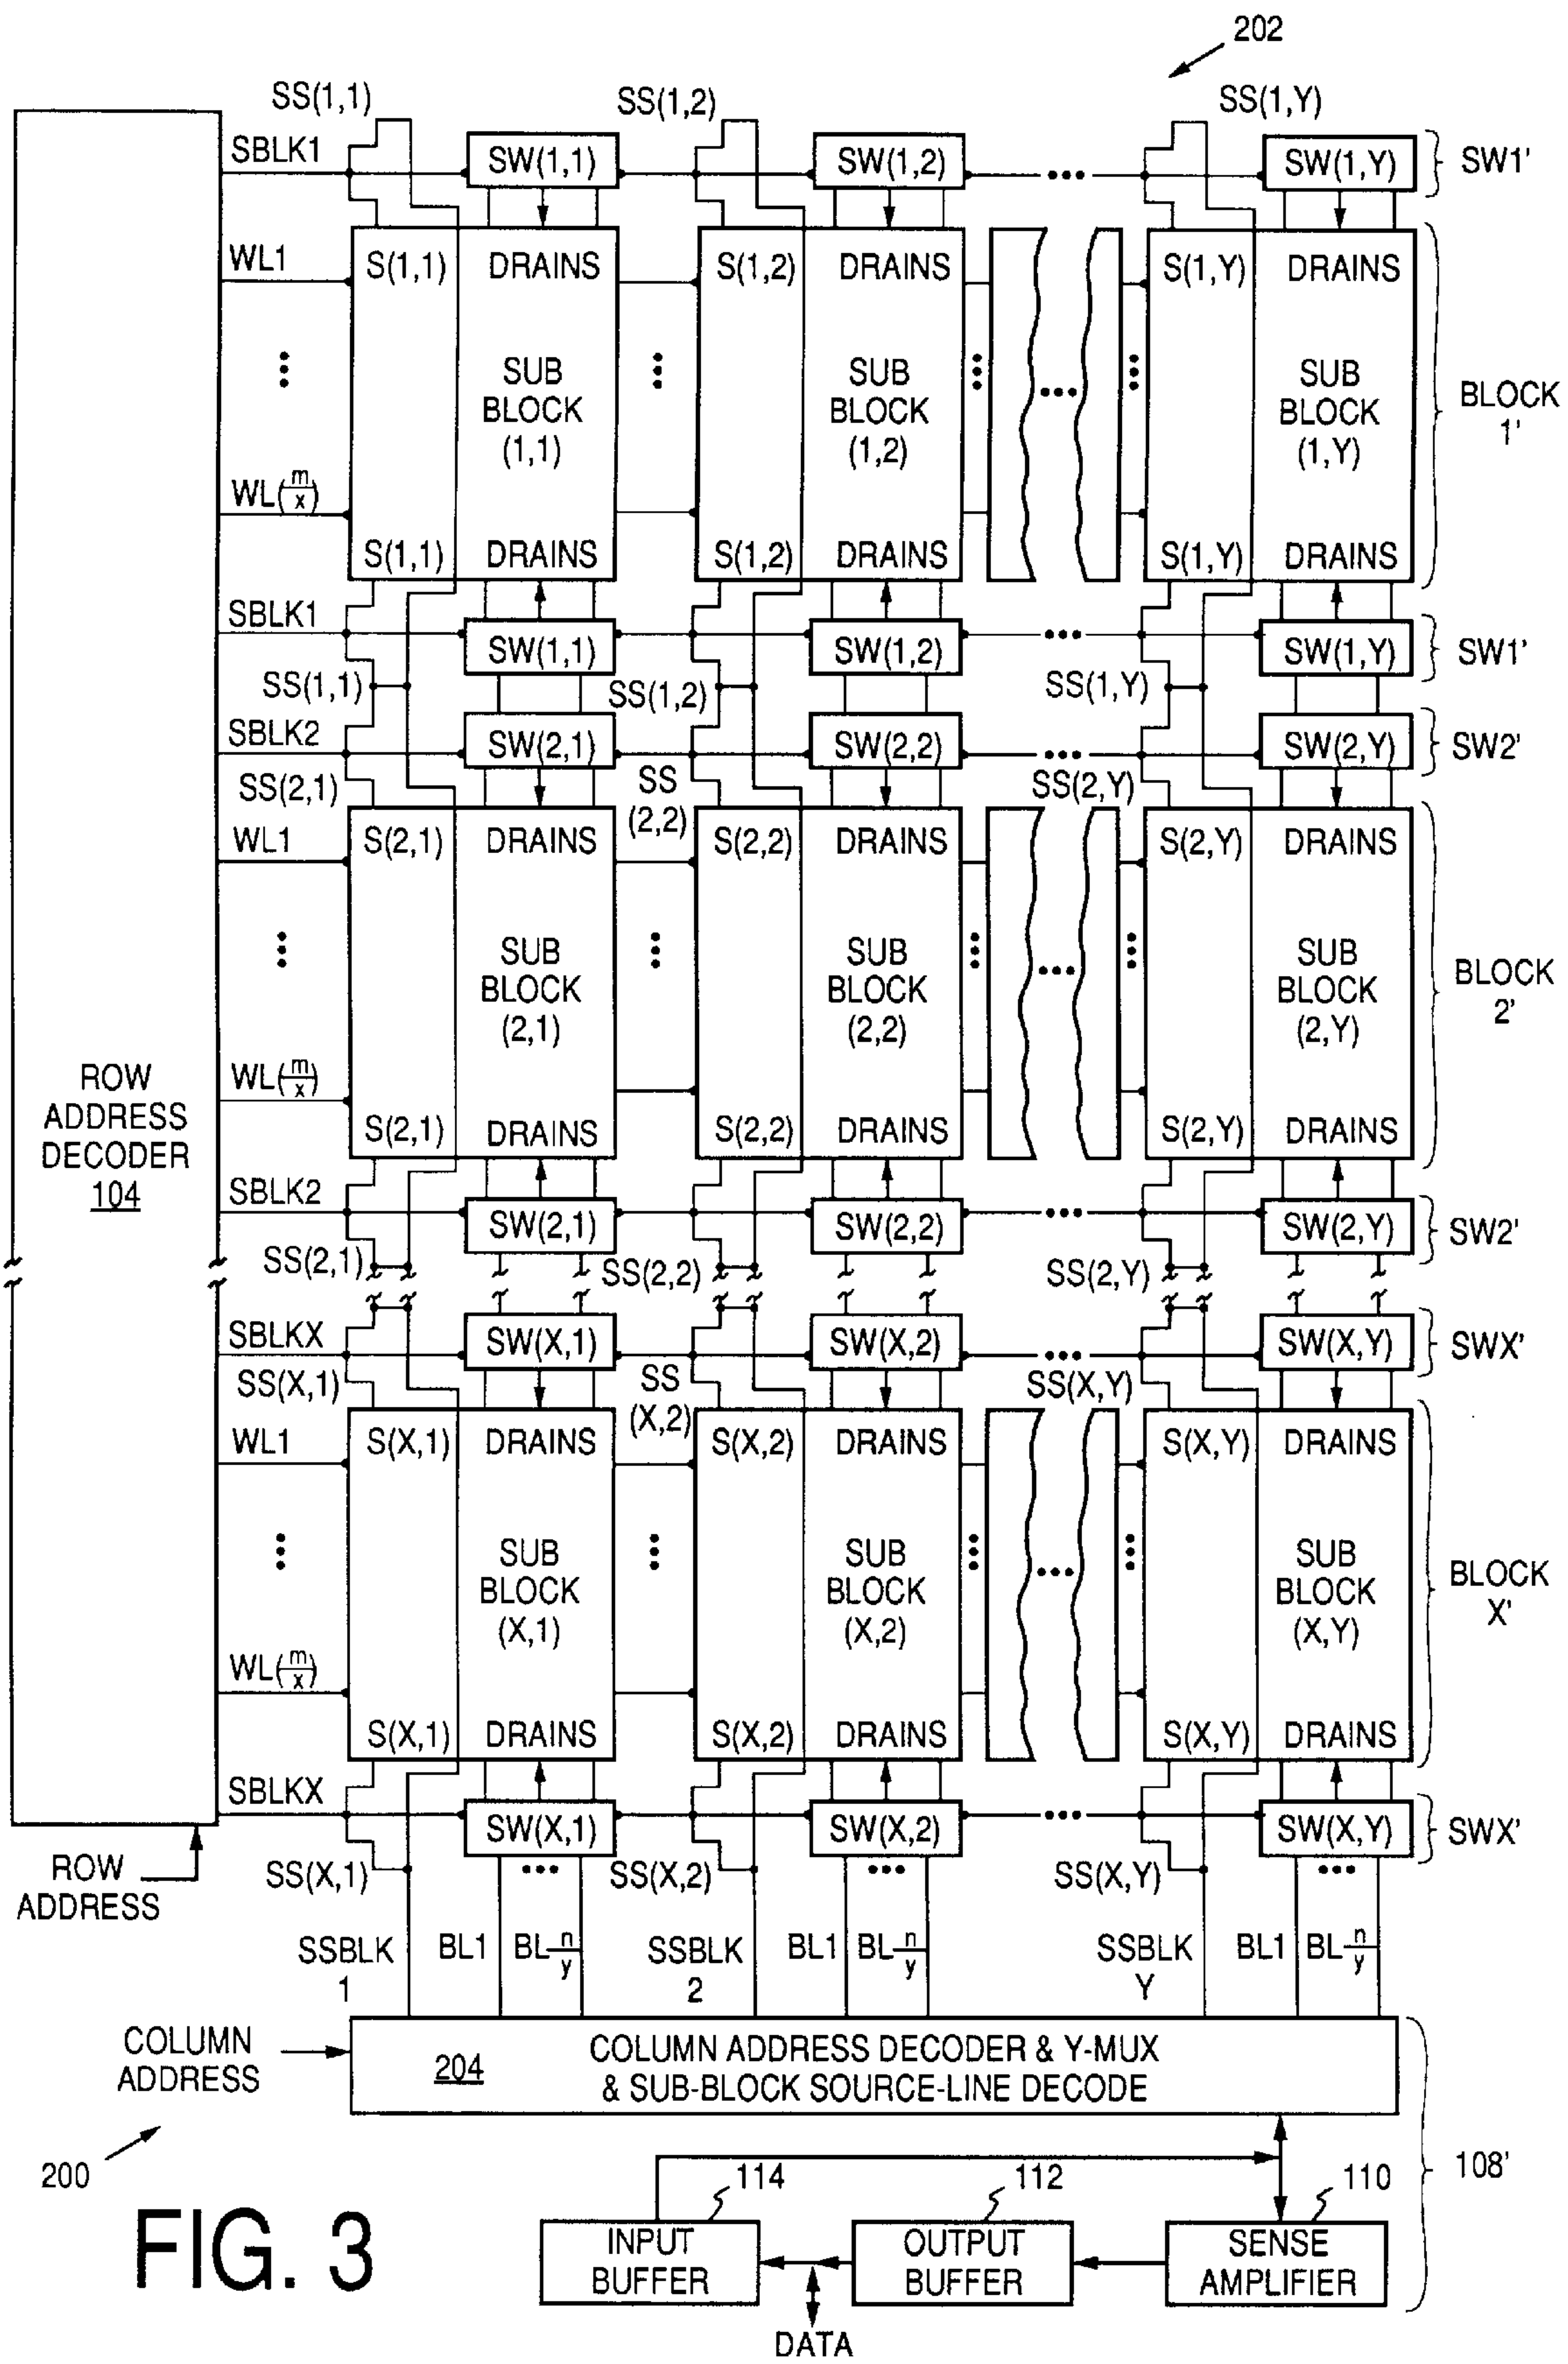 202
SS(1,1) SS(1,2) SS(1,Y)
SBLK1 SW(1,1) SW(1,2) SW(1,Y) SW1'
WL1 S(1,1) DRAINS S(1,2) DRAINS S(1,Y) DRAINS
SUB BLOCK (1,1)
SUB BLOCK (1,2)
SUB BLOCK (1,Y)
BLOCK 1'
WL(m/x)
S(1,1) DRAINS S(1,2) DRAINS S(1,Y) DRAINS
SBLK1 SW(1,1) SW(1,2) SW(1,Y) SW1'
SS(1,1) SS(1,2) SS(1,Y)
SBLK2 SW(2,1) SW(2,2) SW(2,Y) SW2'
SS(2,1) SS (2,2) SS(2,Y)
WL1 S(2,1) DRAINS S(2,2) DRAINS S(2,Y) DRAINS
SUB BLOCK (2,1)
SUB BLOCK (2,2)
SUB BLOCK (2,Y)
BLOCK 2'
ROW
ADDRESS
DECODER
104
WL(m/x)
S(2,1) DRAINS S(2,2) DRAINS S(2,Y) DRAINS
SBLK2 SW(2,1) SW(2,2) SW(2,Y) SW2'
SS(2,1) SS(2,2) SS(2,Y)
SBLKX SW(X,1) SW(X,2) SW(X,Y) SWX'
SS(X,1) SS (X,2) SS(X,Y)
WL1 S(X,1) DRAINS S(X,2) DRAINS S(X,Y) DRAINS
SUB BLOCK (X,1)
SUB BLOCK (X,2)
SUB BLOCK (X,Y)
BLOCK X'
WL(m/x)
S(X,1) DRAINS S(X,2) DRAINS S(X,Y) DRAINS
SBLKX SW(X,1) SW(X,2) SW(X,Y) SWX'
ROW
ADDRESS
SS(X,1) SS(X,2) SS(X,Y)
SSBLK 1 BL1 BL n/y SSBLK 2 BL1 BL n/y SSBLK Y BL1 BL n/y
COLUMN
ADDRESS
204
COLUMN ADDRESS DECODER & Y-MUX
& SUB-BLOCK SOURCE-LINE DECODE
200
114 112 110 108'
INPUT
BUFFER
OUTPUT
BUFFER
SENSE
AMPLIFIER
DATA
FIG. 3